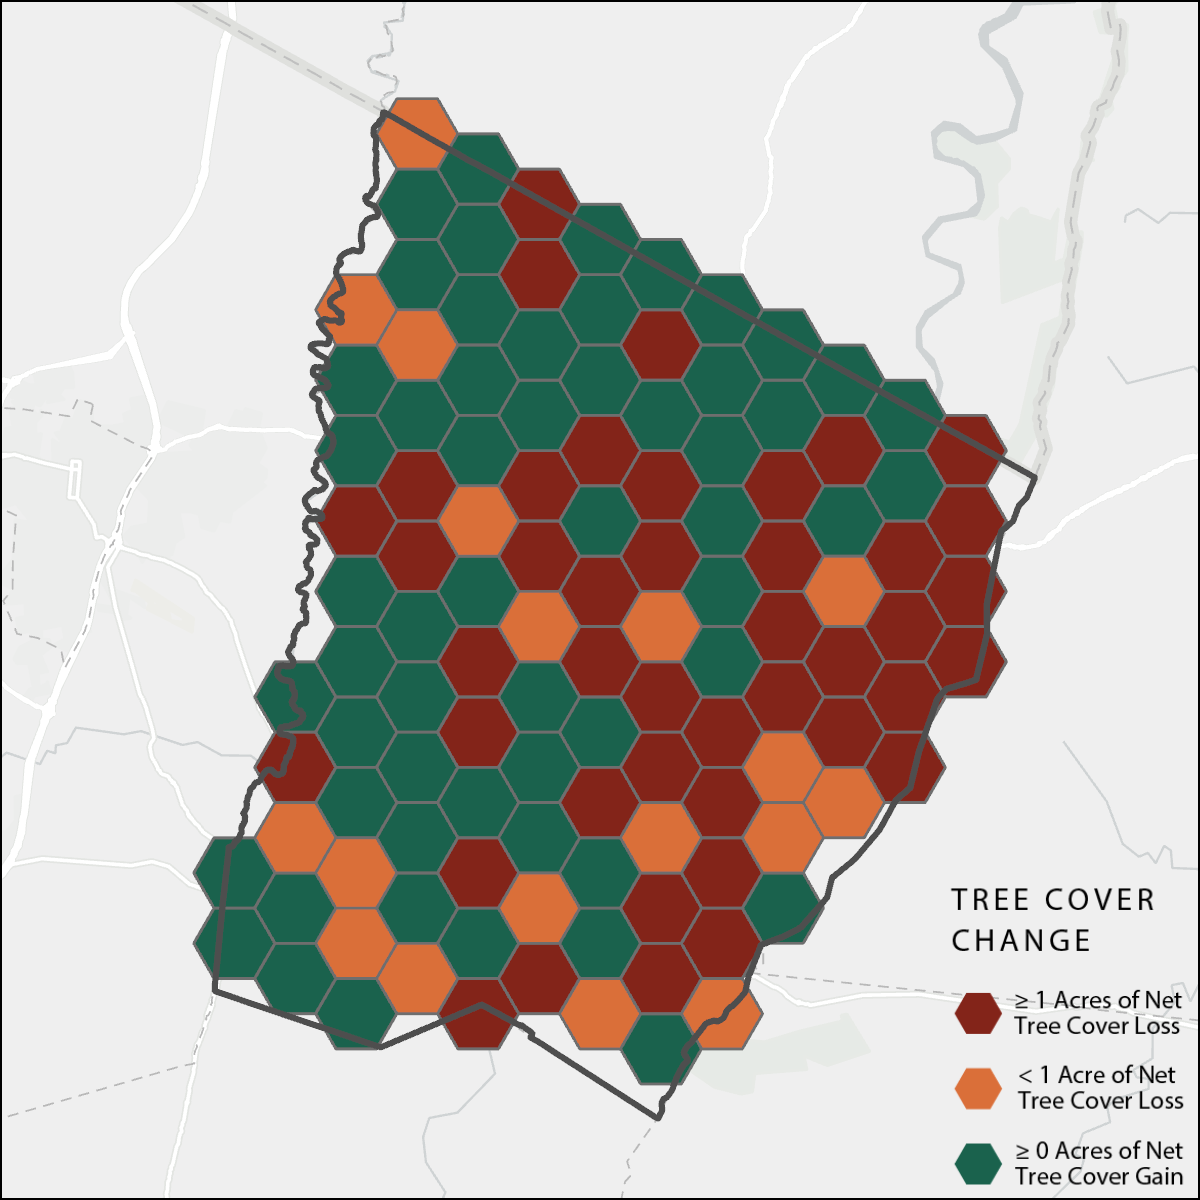 TREE COVER
CHANGE
≥ 1 Acres of Net
Tree Cover Loss
< 1 Acre of Net
Tree Cover Loss
≥ 0 Acres of Net
Tree Cover Gain